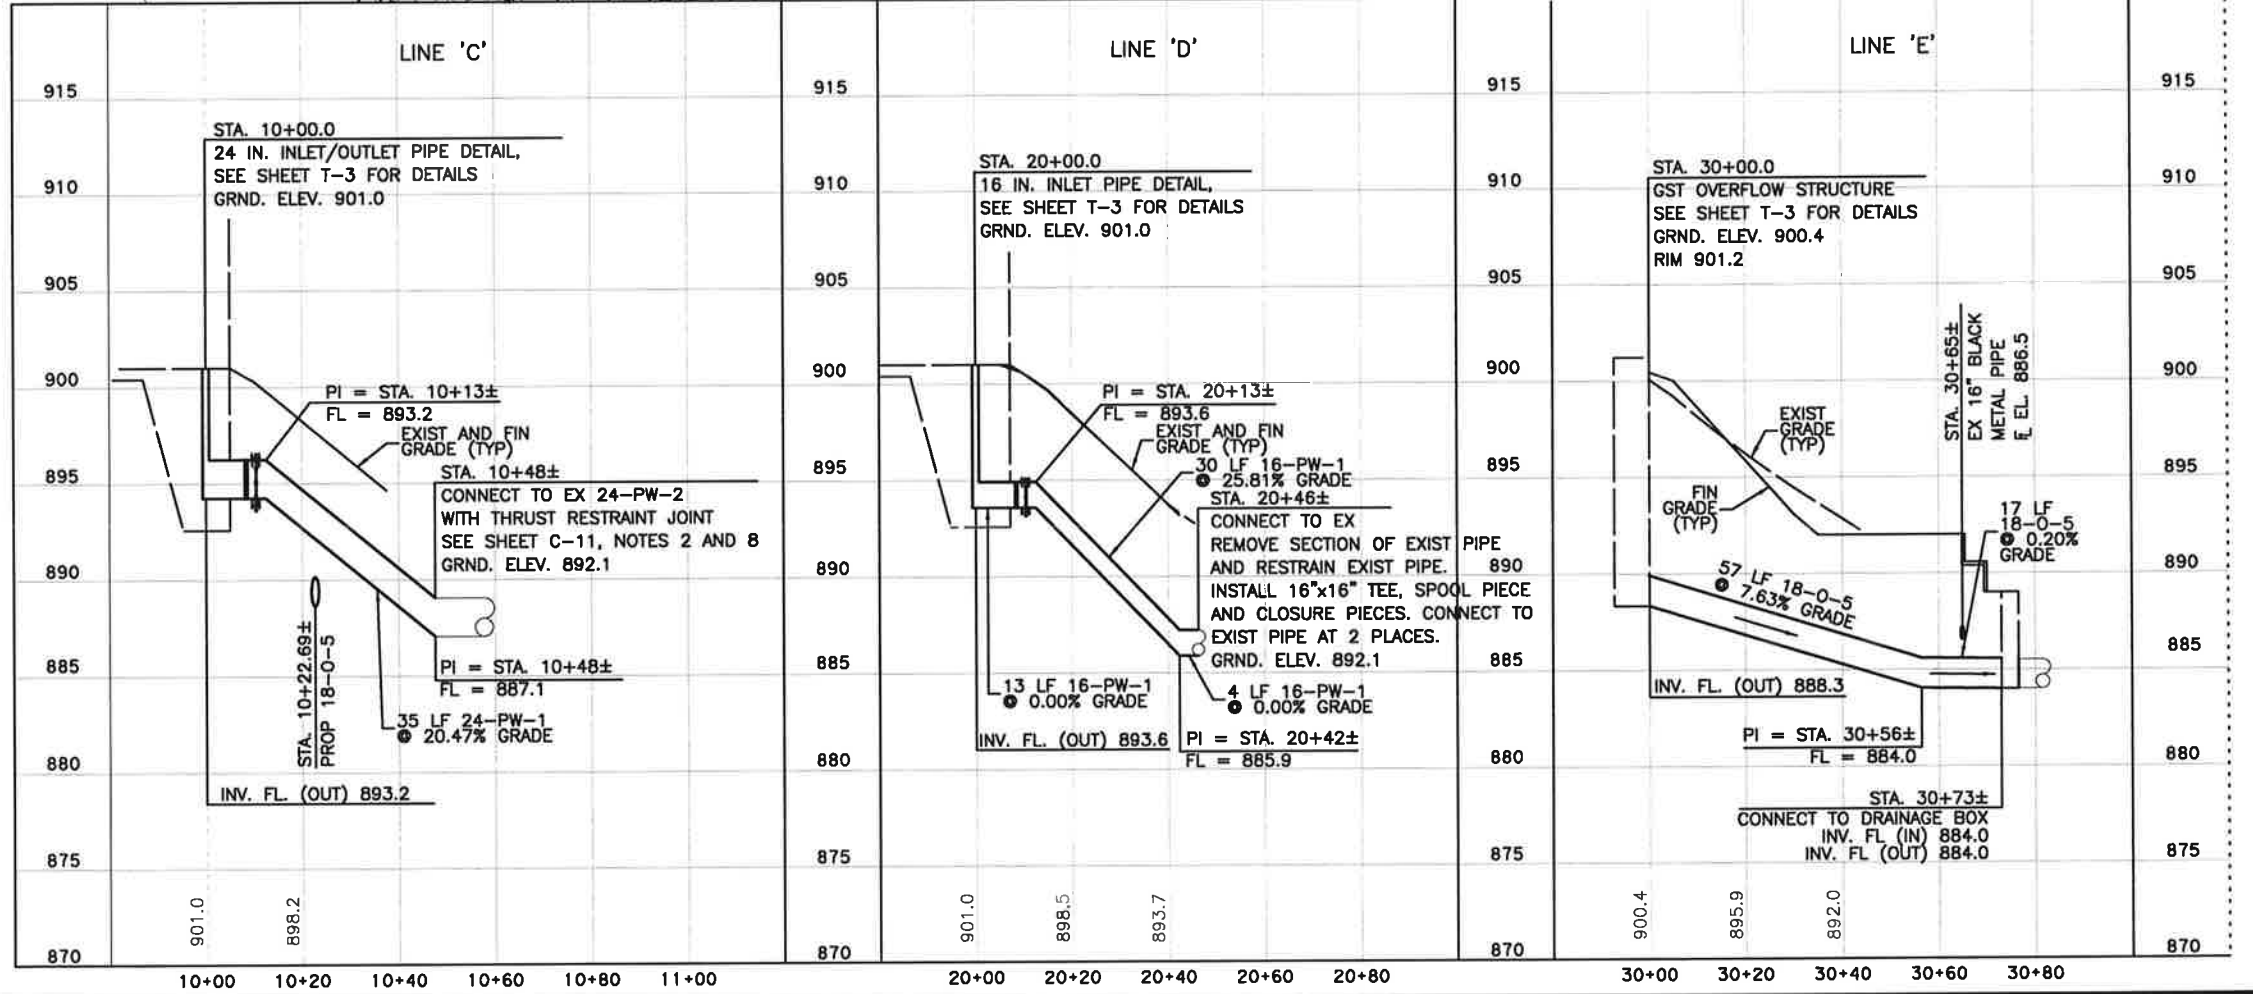 LINE 'C'
915
910
905
900
895
890
885
880
875
870
STA. 10+00.0
24 IN. INLET/OUTLET PIPE DETAIL,
SEE SHEET T-3 FOR DETAILS
GRND. ELEV. 901.0
PI = STA. 10+13±
FL = 893.2
EXIST AND FIN
GRADE (TYP)
STA. 10+48±
CONNECT TO EX 24-PW-2
WITH THRUST RESTRAINT JOINT
SEE SHEET C-11, NOTES 2 AND 8
GRND. ELEV. 892.1
STA. 10+22.69±
PROP 18-O-5
PI = STA. 10+48±
FL = 887.1
35 LF 24-PW-1
@ 20.47% GRADE
INV. FL. (OUT) 893.2
901.0
898.2
10+00 10+20 10+40 10+60 10+80 11+00
LINE 'D'
915
910
905
900
895
890
885
880
875
870
STA. 20+00.0
16 IN. INLET PIPE DETAIL,
SEE SHEET T-3 FOR DETAILS
GRND. ELEV. 901.0
PI = STA. 20+13±
FL = 893.6
EXIST AND FIN
GRADE (TYP)
30 LF 16-PW-1
@ 25.81% GRADE
STA. 20+46±
CONNECT TO EX
REMOVE SECTION OF EXIST PIPE
AND RESTRAIN EXIST PIPE.
INSTALL 16"x16" TEE, SPOOL PIECE
AND CLOSURE PIECES. CONNECT TO
EXIST PIPE AT 2 PLACES.
GRND. ELEV. 892.1
13 LF 16-PW-1
@ 0.00% GRADE
4 LF 16-PW-1
@ 0.00% GRADE
INV. FL. (OUT) 893.6
PI = STA. 20+42±
FL = 885.9
901.0
898.5
893.7
20+00 20+20 20+40 20+60 20+80
LINE 'E'
915
910
905
900
895
890
885
880
875
870
STA. 30+00.0
GST OVERFLOW STRUCTURE
SEE SHEET T-3 FOR DETAILS
GRND. ELEV. 900.4
RIM 901.2
STA. 30+65±
EX 16" BLACK
METAL PIPE
℄ EL. 886.5
EXIST
GRADE
(TYP)
FIN
GRADE
(TYP)
17 LF
18-O-5
@ 0.20%
GRADE
57 LF 18-O-5
@ 7.63% GRADE
INV. FL. (OUT) 888.3
PI = STA. 30+56±
FL = 884.0
STA. 30+73±
CONNECT TO DRAINAGE BOX
INV. FL (IN) 884.0
INV. FL (OUT) 884.0
900.4
895.9
892.0
30+00 30+20 30+40 30+60 30+80
915
910
905
900
895
890
885
880
875
870